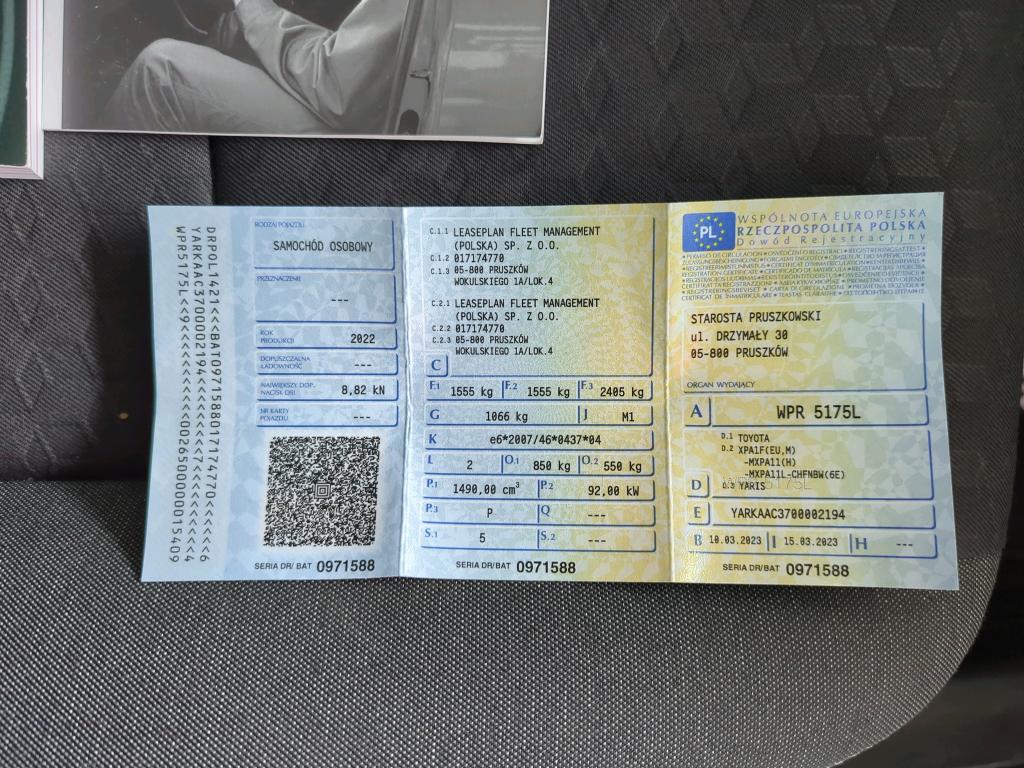 DRPOL1421<<BAT09715880171747​70<<<<<6
YARKAAC3700002194<<<<<<<7<<<<<<4
WPR5175L<9<<<<<<<<<0026500000015409
RODZAJ POJAZDU
SAMOCHÓD OSOBOWY
PRZEZNACZENIE
---
ROK PRODUKCJI 2022
DOPUSZCZALNA ŁADOWNOŚĆ ---
NAJWIĘKSZY DOP. NACISK OSI 8,82 kN
NR KARTY POJAZDU ---
SERIA DR/BAT 0971588
C.1.1 LEASEPLAN FLEET MANAGEMENT
(POLSKA) SP. Z O.O.
C.1.2 017174770
C.1.3 05-800 PRUSZKÓW
WOKULSKIEGO 1A/LOK.4
C.2.1 LEASEPLAN FLEET MANAGEMENT
(POLSKA) SP. Z O.O.
C.2.2 017174770
C.2.3 05-800 PRUSZKÓW
WOKULSKIEGO 1A/LOK.4
C
F.1 1555 kg F.2 1555 kg F.3 2405 kg
G 1066 kg J M1
K e6*2007/46*0437*04
L 2 O.1 850 kg O.2 550 kg
P.1 1490,00 cm³ P.2 92,00 kW
P.3 P Q ---
S.1 5 S.2 ---
SERIA DR/BAT 0971588
PL
WSPÓLNOTA EUROPEJSKA
RZECZPOSPOLITA POLSKA
Dowód Rejestracyjny
STAROSTA PRUSZKOWSKI
ul. DRZYMAŁY 30
05-800 PRUSZKÓW
ORGAN WYDAJĄCY
A WPR 5175L
D.1 TOYOTA
D.2 XPA1F(EU,M)
-MXPA11(H)
-MXPA11L-CHFNBW(6E)
D D.3 YARIS
E YARKAAC3700002194
B 10.03.2023 I 15.03.2023 H ---
SERIA DR/BAT 0971588